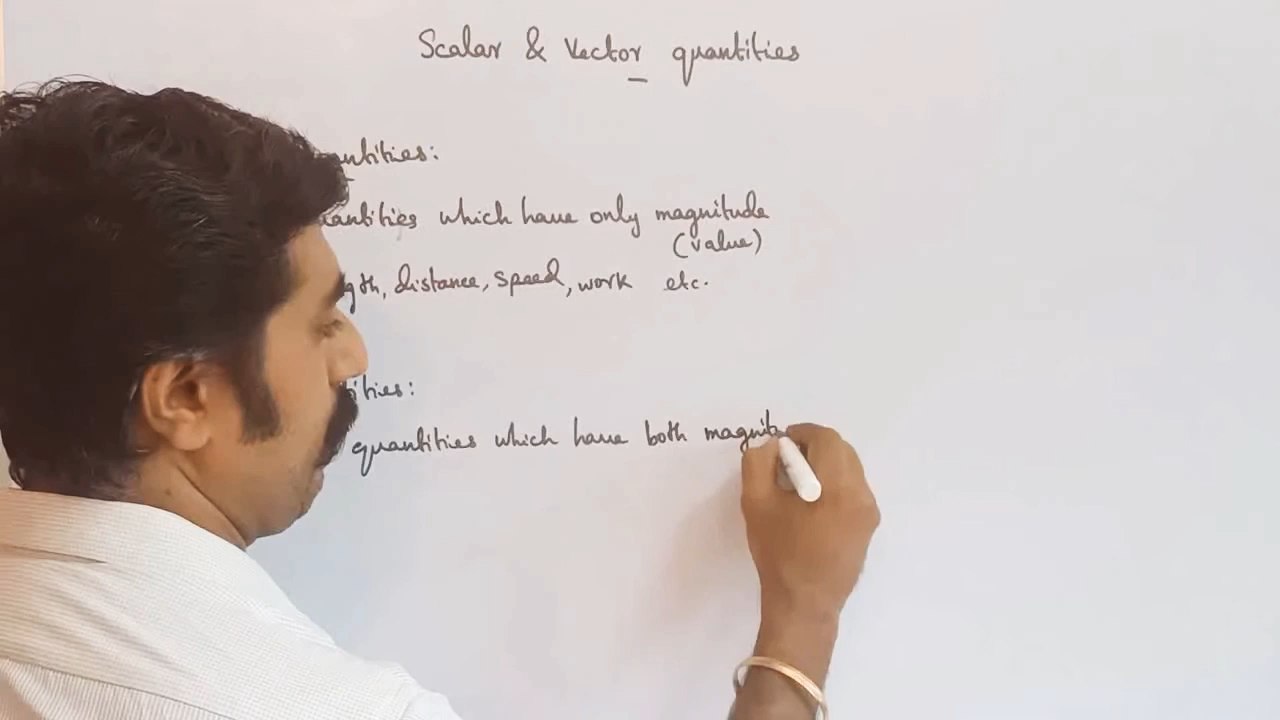 Scalar & Vector quantities
antities:
antities which have only magnitude
(value)
gth, distance, speed, work etc.
ities:
quantities which have both magnit